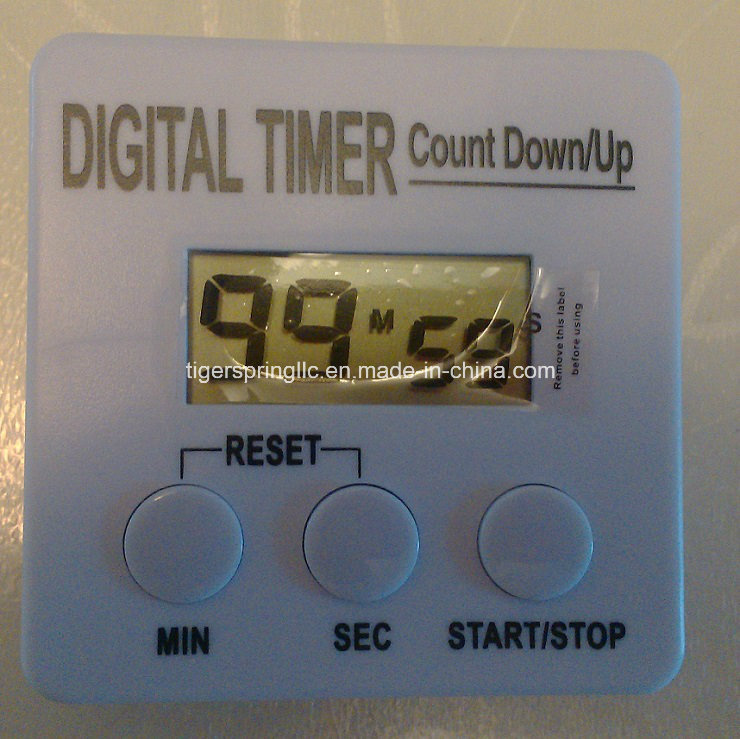 DIGITAL TIMER Count Down/Up
99 M 59 S
Remove this label
before using
tigerspringllc.en.made-in-china.com
RESET
MIN SEC START/STOP